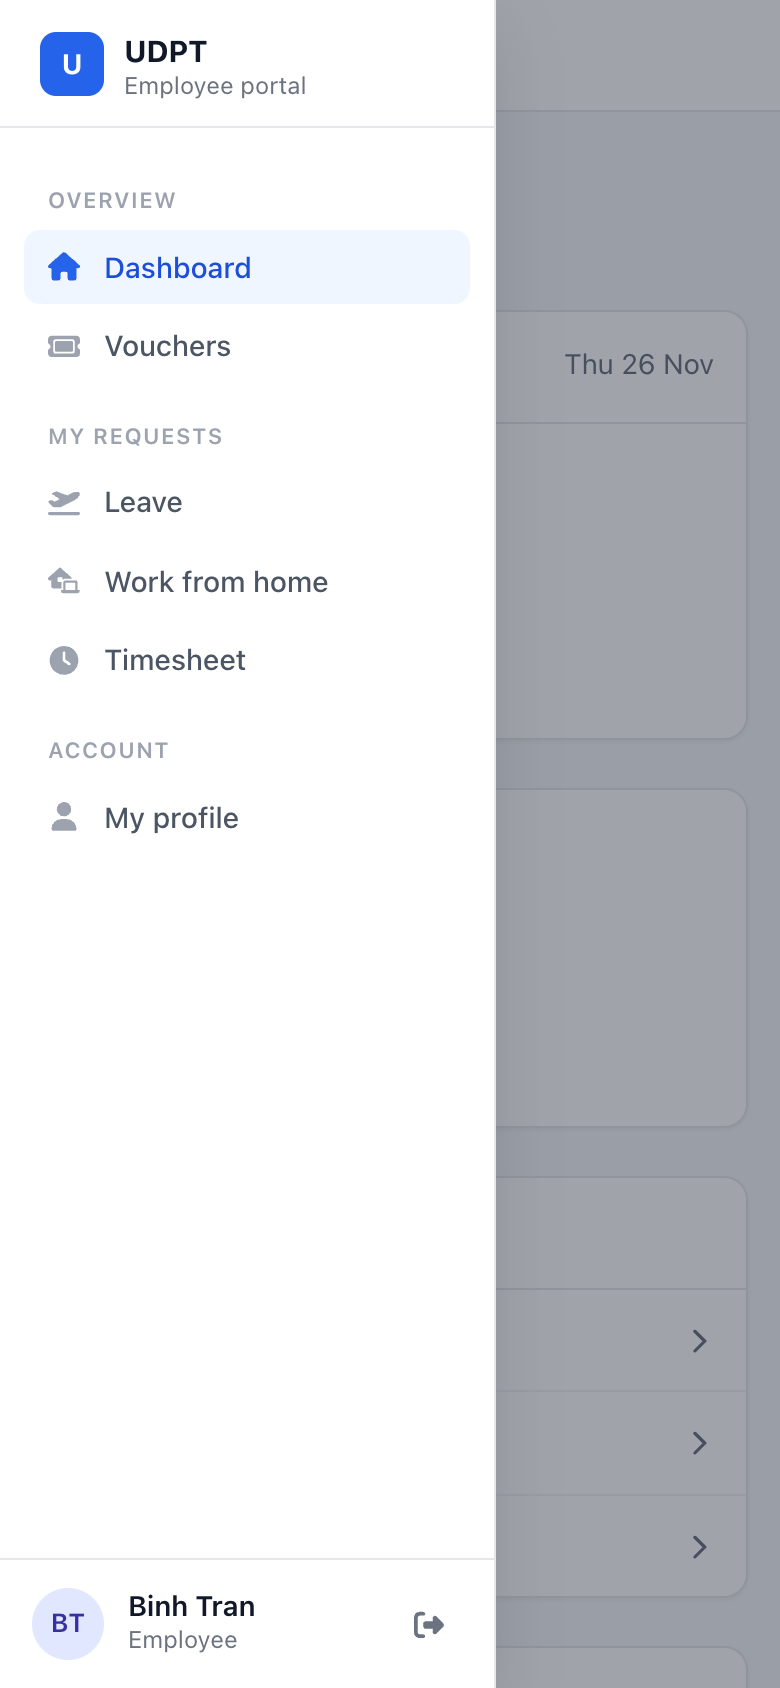 U
UDPT
Employee portal
OVERVIEW
Dashboard
Vouchers
Thu 26 Nov
MY REQUESTS
Leave
Work from home
Timesheet
ACCOUNT
My profile
BT
Binh Tran
Employee